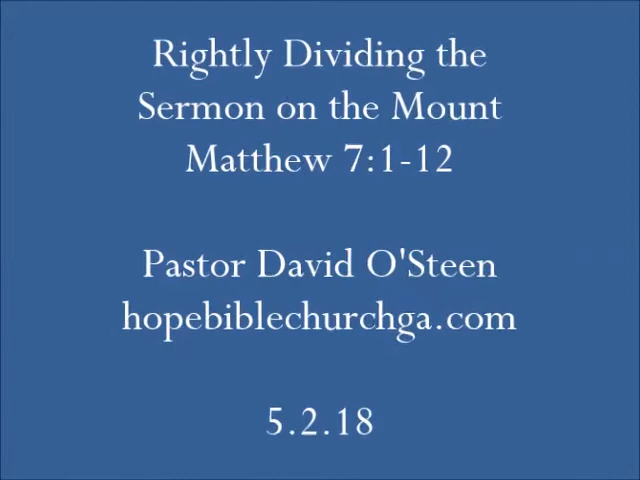 Rightly Dividing the
Sermon on the Mount
Matthew 7:1-12
Pastor David O'Steen
hopebiblechurchga.com
5.2.18